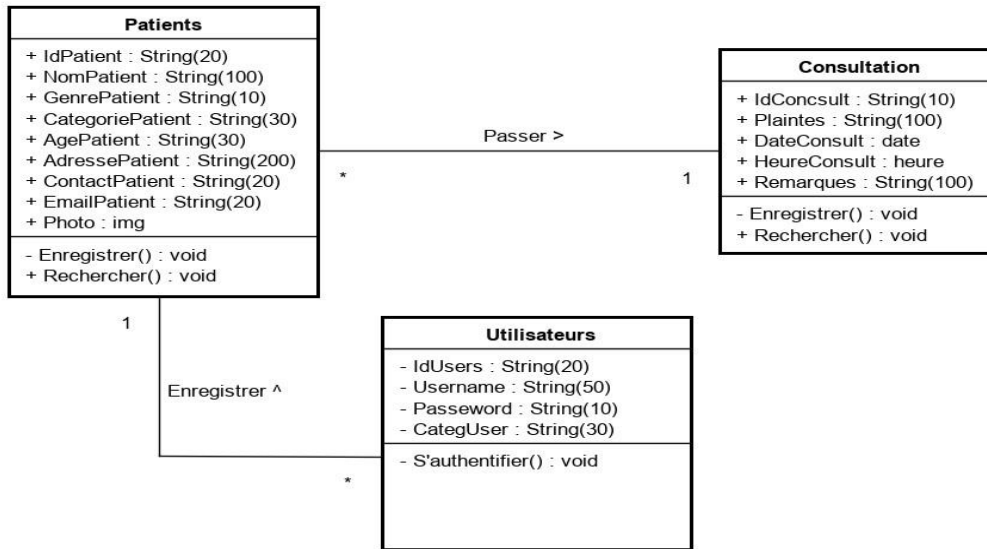 Patients
+ IdPatient : String(20)
+ NomPatient : String(100)
+ GenrePatient : String(10)
+ CategoriePatient : String(30)
+ AgePatient : String(30)
+ AdressePatient : String(200)
+ ContactPatient : String(20)
+ EmailPatient : String(20)
+ Photo : img
- Enregistrer() : void
+ Rechercher() : void
Passer >
*
1
Consultation
+ IdConcsult : String(10)
+ Plaintes : String(100)
+ DateConsult : date
+ HeureConsult : heure
+ Remarques : String(100)
- Enregistrer() : void
+ Rechercher() : void
1
Enregistrer ^
*
Utilisateurs
- IdUsers : String(20)
- Username : String(50)
- Passeword : String(10)
- CategUser : String(30)
- S'authentifier() : void